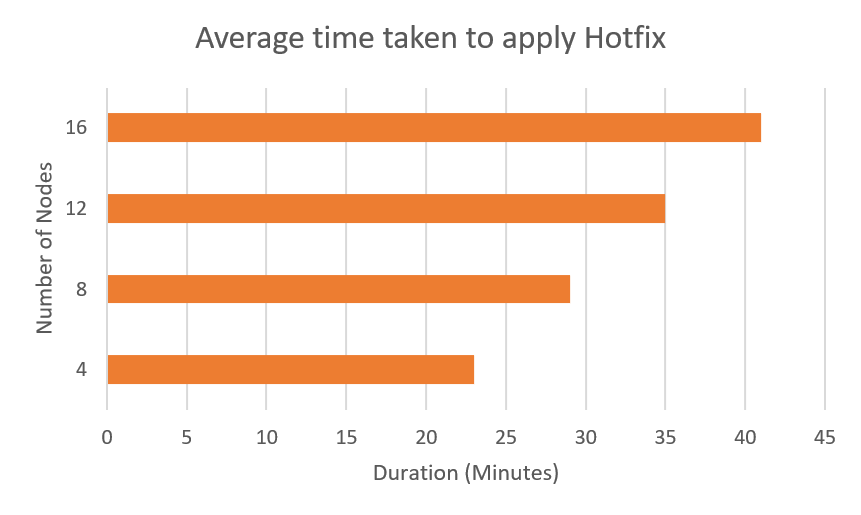 Average time taken to apply Hotfix
Number of Nodes
16
12
8
4
0 5 10 15 20 25 30 35 40 45
Duration (Minutes)